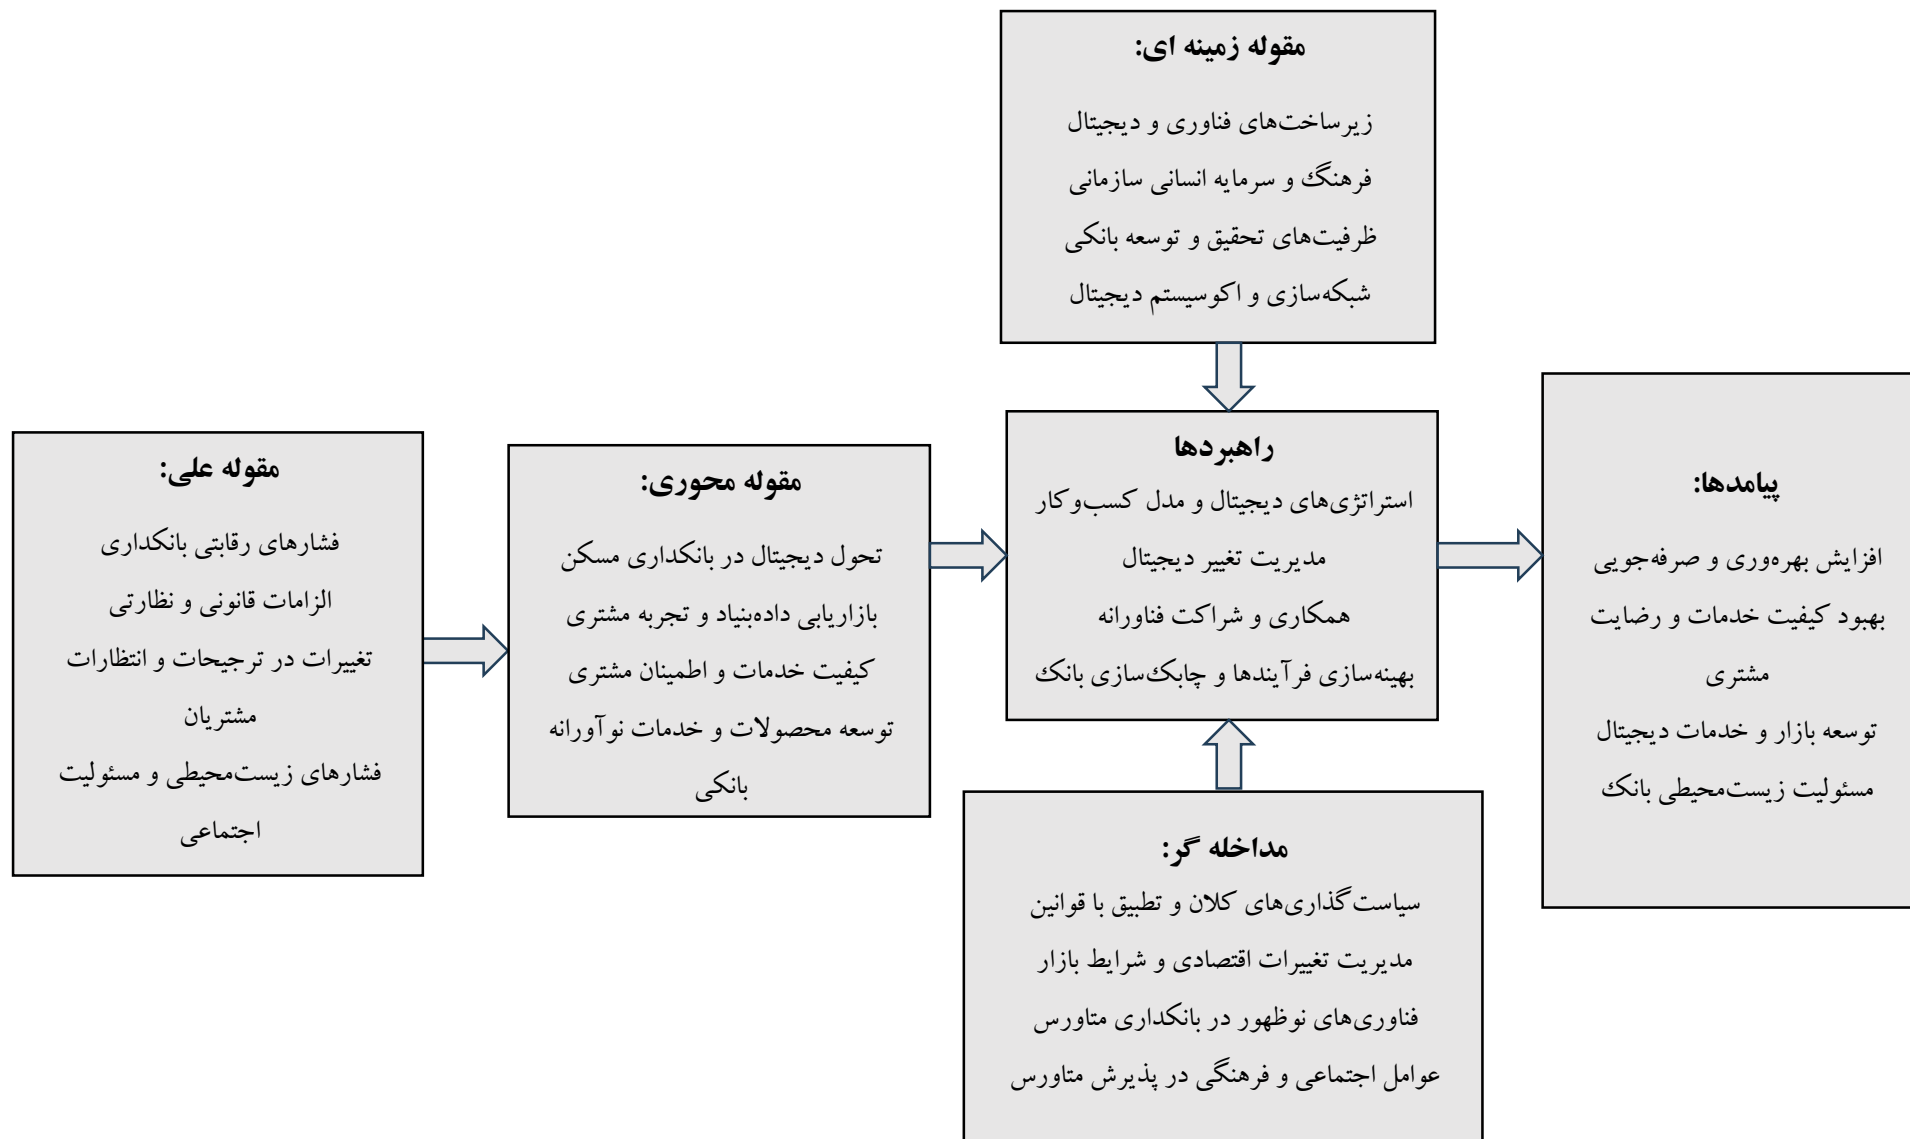 مقوله زمینه ای:
زیرساخت‌های فناوری و دیجیتال
فرهنگ و سرمایه انسانی سازمانی
ظرفیت‌های تحقیق و توسعه بانکی
شبکه‌سازی و اکوسیستم دیجیتال
مقوله علی:
فشارهای رقابتی بانکداری
الزامات قانونی و نظارتی
تغییرات در ترجیحات و انتظارات
مشتریان
فشارهای زیست‌محیطی و مسئولیت
اجتماعی
مقوله محوری:
تحول دیجیتال در بانکداری مسکن
بازاریابی داده‌بنیاد و تجربه مشتری
کیفیت خدمات و اطمینان مشتری
توسعه محصولات و خدمات نوآورانه
بانکی
راهبردها
استراتژی‌های دیجیتال و مدل کسب‌وکار
مدیریت تغییر دیجیتال
همکاری و شراکت فناورانه
بهینه‌سازی فرآیندها و چابک‌سازی بانک
پیامدها:
افزایش بهره‌وری و صرفه‌جویی
بهبود کیفیت خدمات و رضایت
مشتری
توسعه بازار و خدمات دیجیتال
مسئولیت زیست‌محیطی بانک
مداخله گر:
سیاست‌گذاری‌های کلان و تطبیق با قوانین
مدیریت تغییرات اقتصادی و شرایط بازار
فناوری‌های نوظهور در بانکداری متاورس
عوامل اجتماعی و فرهنگی در پذیرش متاورس